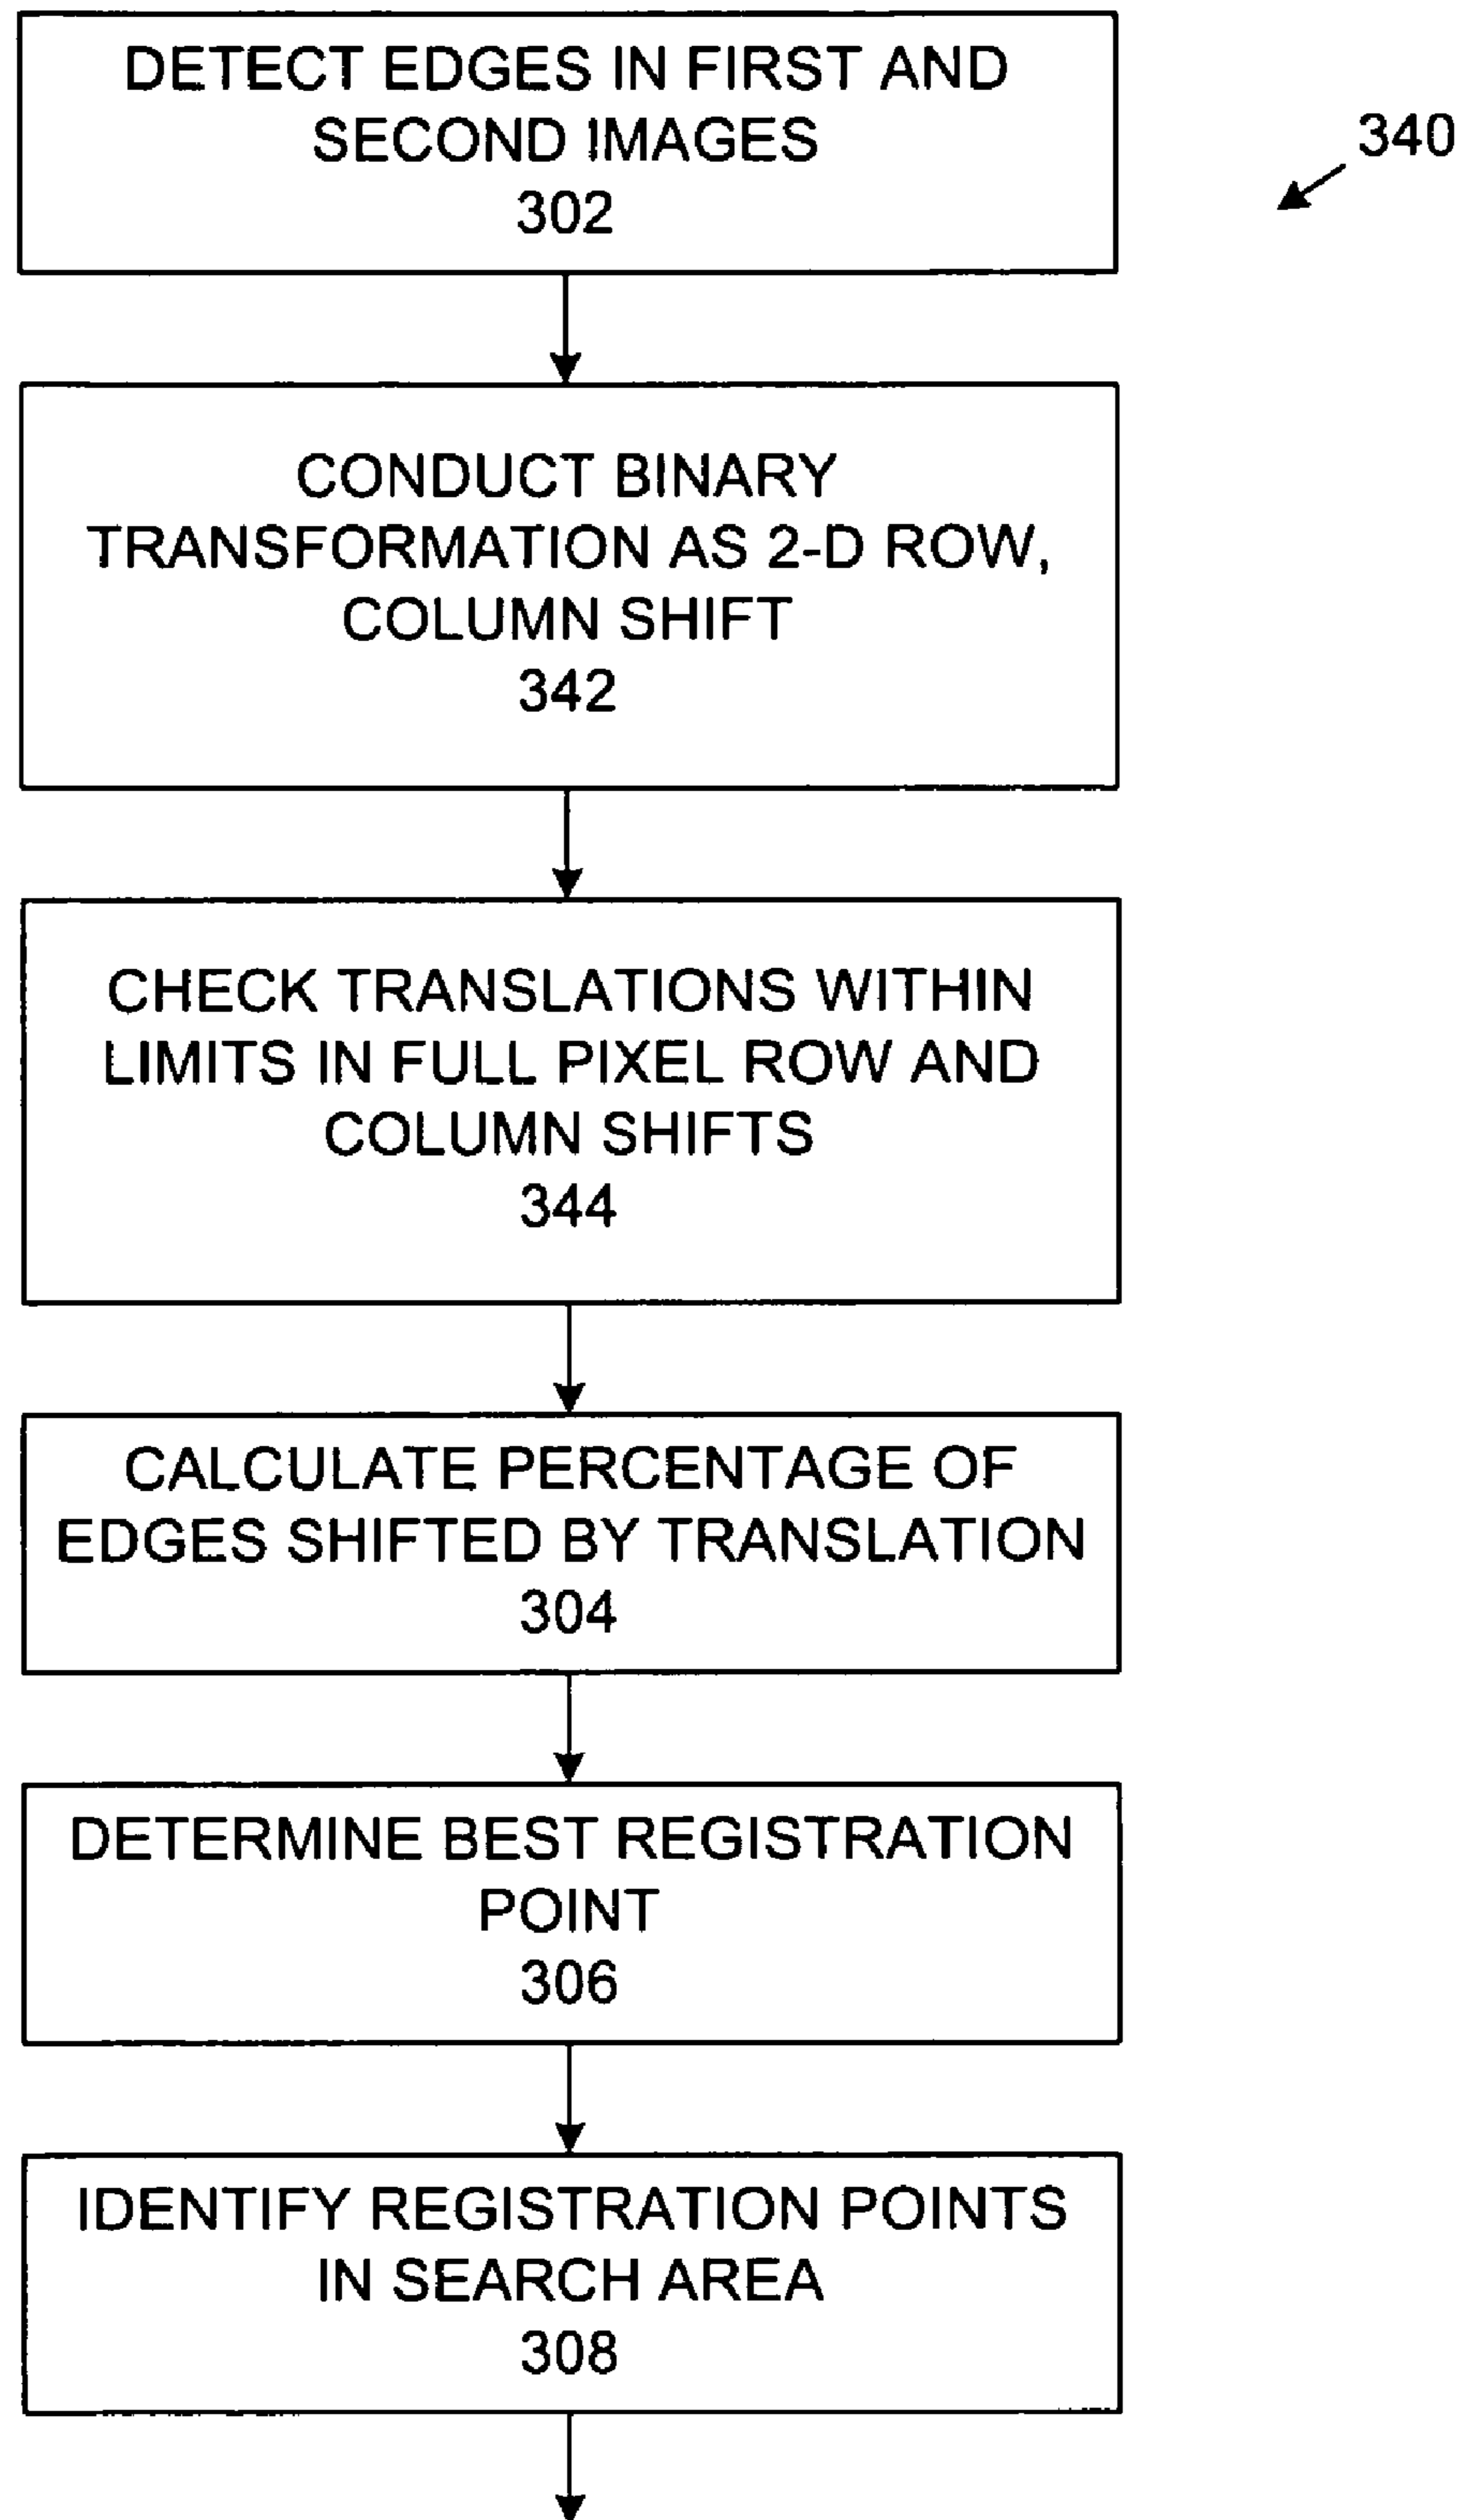 DETECT EDGES IN FIRST AND
SECOND IMAGES
302
340
CONDUCT BINARY
TRANSFORMATION AS 2-D ROW,
COLUMN SHIFT
342
CHECK TRANSLATIONS WITHIN
LIMITS IN FULL PIXEL ROW AND
COLUMN SHIFTS
344
CALCULATE PERCENTAGE OF
EDGES SHIFTED BY TRANSLATION
304
DETERMINE BEST REGISTRATION
POINT
306
IDENTIFY REGISTRATION POINTS
IN SEARCH AREA
308